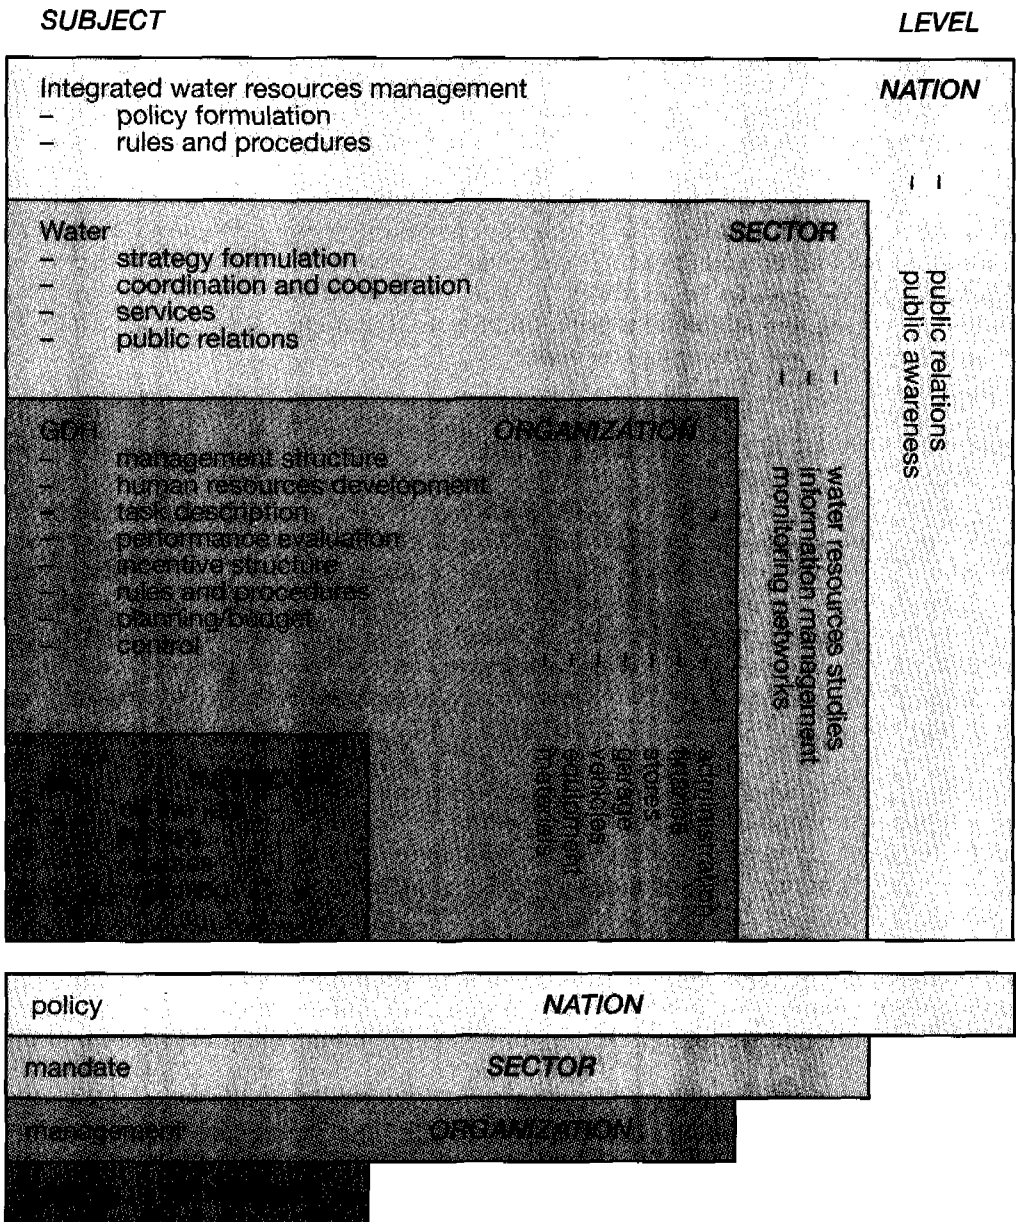 SUBJECT
LEVEL
Integrated water resources management
NATION
– policy formulation
– rules and procedures
– public relations
– public awareness
Water
SECTOR
– strategy formulation
– coordination and cooperation
– services
– public relations
– water resources studies
– information management
– monitoring networks
ORGANIZATION
– management structure
– human resources development
– task description
– performance evaluation
– incentive structure
– rules and procedures
– planning/budget
– control
– administration
– finance
– stores
– garage
– vehicles
– equipment
– materials
policy
NATION
mandate
SECTOR
management
ORGANIZATION